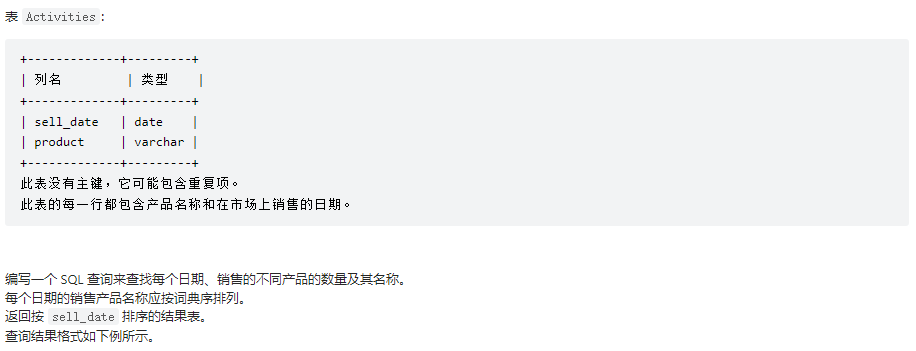 表 Activities：
+-------------+---------+
| 列名         | 类型    |
+-------------+---------+
| sell_date   | date    |
| product     | varchar |
+-------------+---------+
此表没有主键，它可能包含重复项。
此表的每一行都包含产品名称和在市场上销售的日期。
编写一个 SQL 查询来查找每个日期、销售的不同产品的数量及其名称。
每个日期的销售产品名称应按词典序排列。
返回按 sell_date 排序的结果表。
查询结果格式如下例所示。